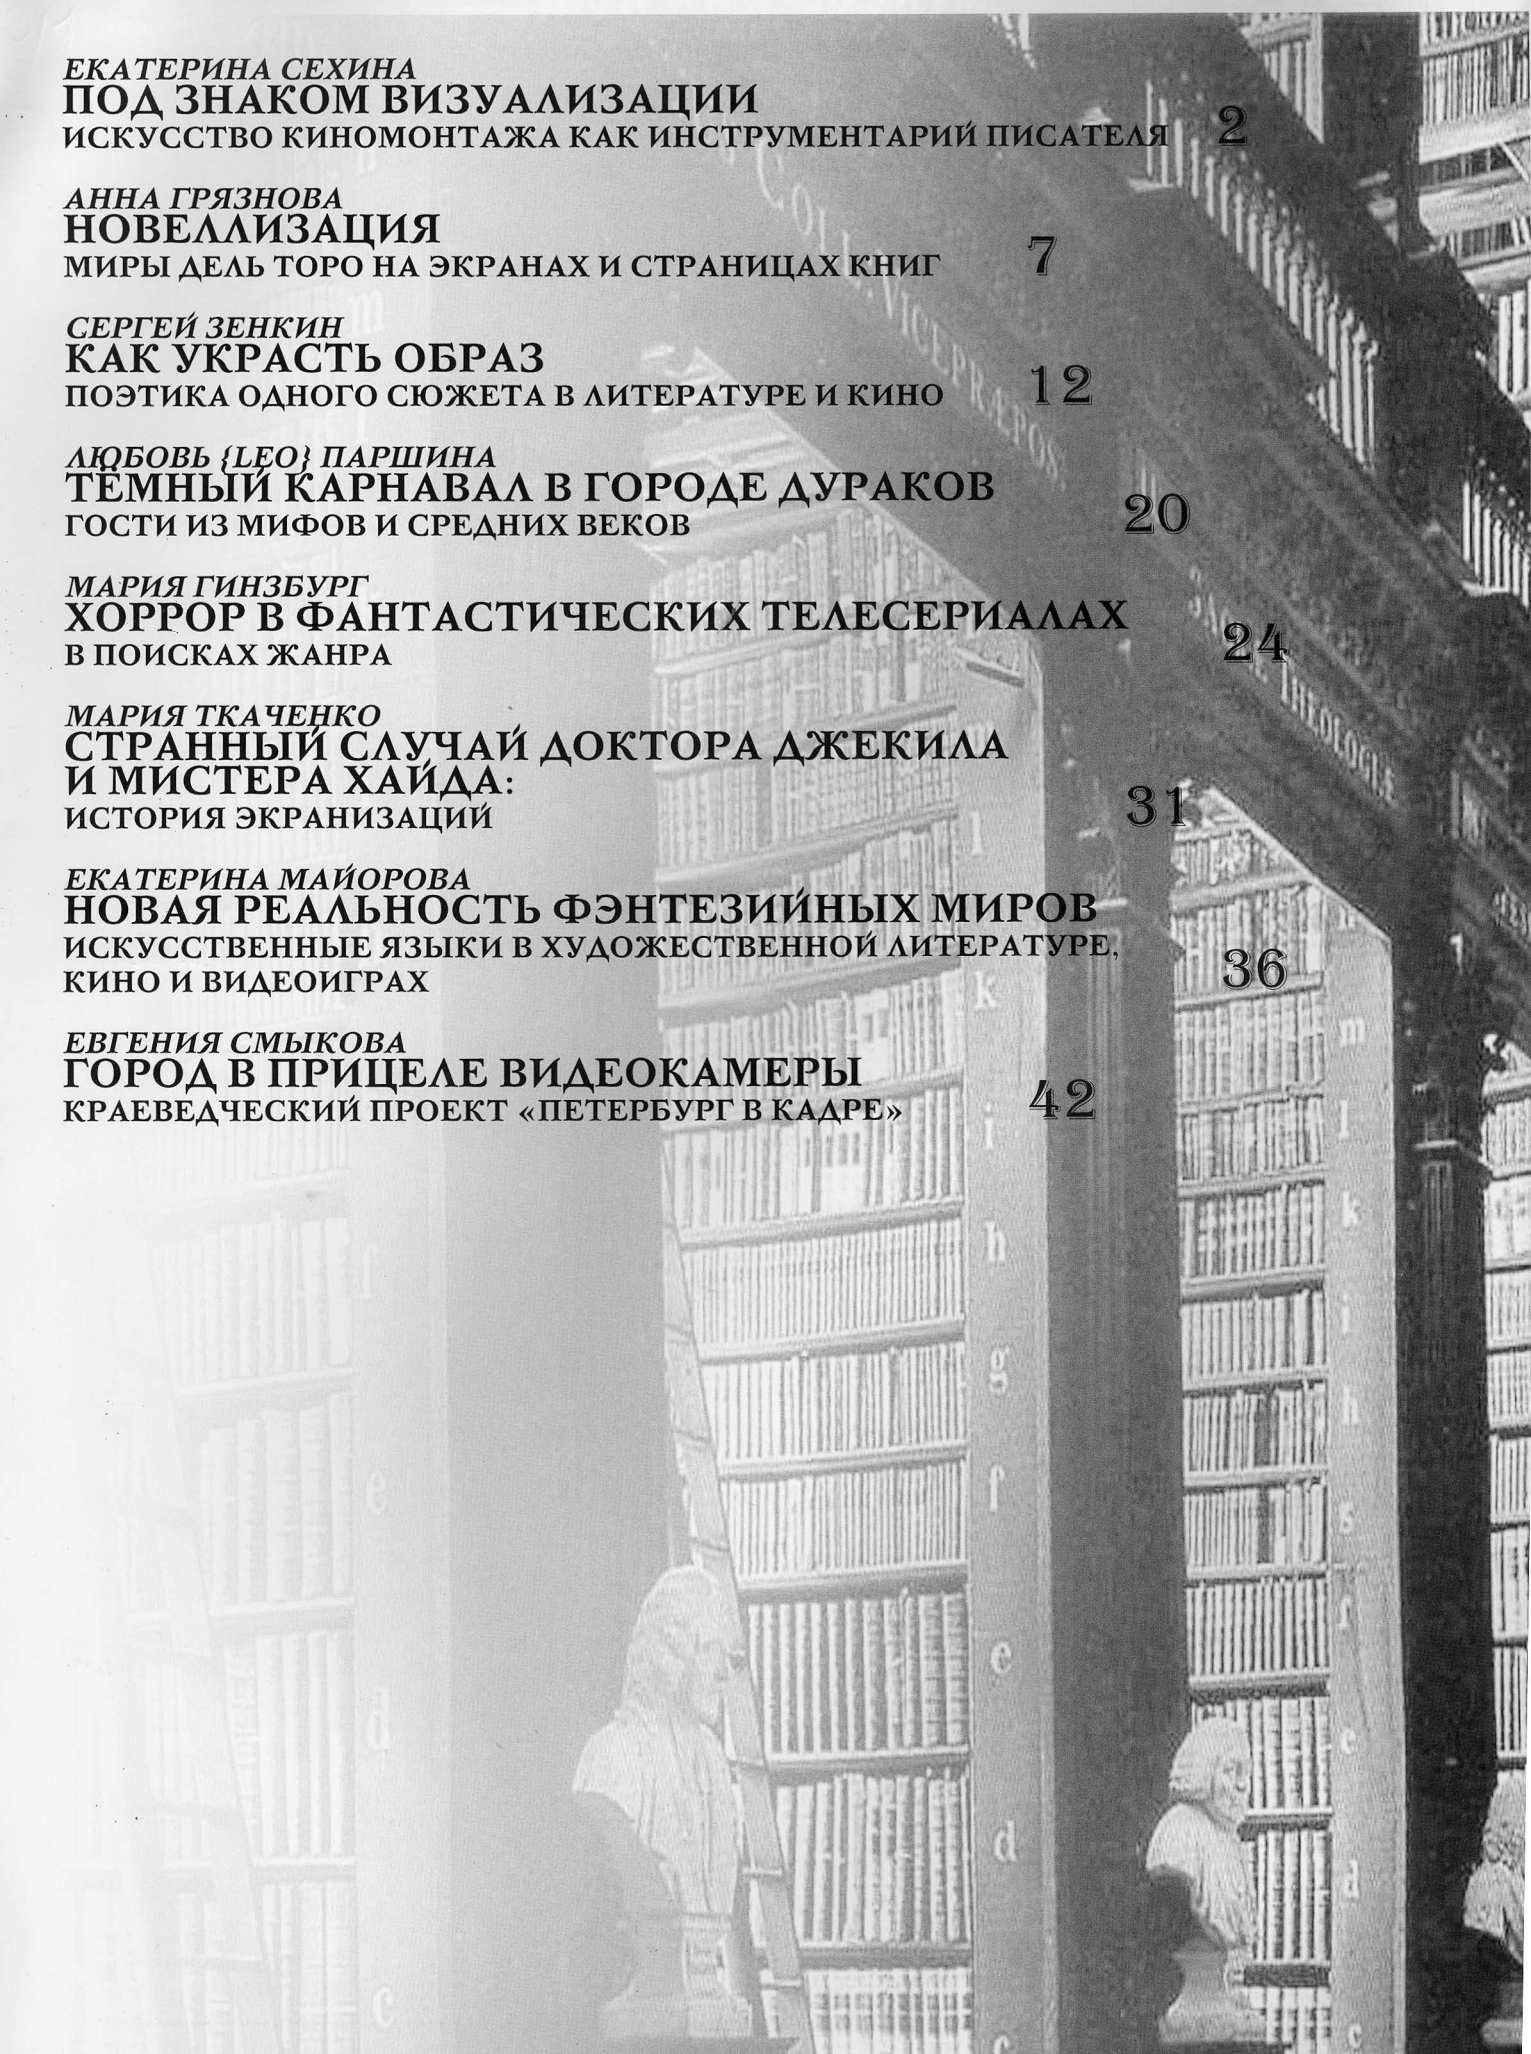 ЕКАТЕРИНА СЕХИНА
ПОД ЗНАКОМ ВИЗУАЛИЗАЦИИ
ИСКУССТВО КИНОМОНТАЖА КАК ИНСТРУМЕНТАРИЙ ПИСАТЕЛЯ 2
АННА ГРЯЗНОВА
НОВЕЛЛИЗАЦИЯ
МИРЫ ДЕЛЬ ТОРО НА ЭКРАНАХ И СТРАНИЦАХ КНИГ 7
СЕРГЕЙ ЗЕНКИН
КАК УКРАСТЬ ОБРАЗ
ПОЭТИКА ОДНОГО СЮЖЕТА В ЛИТЕРАТУРЕ И КИНО 12
ЛЮБОВЬ {LEO} ПАРШИНА
ТЁМНЫЙ КАРНАВАЛ В ГОРОДЕ ДУРАКОВ
ГОСТИ ИЗ МИФОВ И СРЕДНИХ ВЕКОВ 20
МАРИЯ ГИНЗБУРГ
ХОРРОР В ФАНТАСТИЧЕСКИХ ТЕЛЕСЕРИАЛАХ
В ПОИСКАХ ЖАНРА 24
МАРИЯ ТКАЧЕНКО
СТРАННЫЙ СЛУЧАЙ ДОКТОРА ДЖЕКИЛА
И МИСТЕРА ХАЙДА:
ИСТОРИЯ ЭКРАНИЗАЦИЙ 31
ЕКАТЕРИНА МАЙОРОВА
НОВАЯ РЕАЛЬНОСТЬ ФЭНТЕЗИЙНЫХ МИРОВ
ИСКУССТВЕННЫЕ ЯЗЫКИ В ХУДОЖЕСТВЕННОЙ ЛИТЕРАТУРЕ,
КИНО И ВИДЕОИГРАХ 36
ЕВГЕНИЯ СМЫКОВА
ГОРОД В ПРИЦЕЛЕ ВИДЕОКАМЕРЫ
КРАЕВЕДЧЕСКИЙ ПРОЕКТ «ПЕТЕРБУРГ В КАДРЕ» 42
COLL. VICEPRÆPOS
THEOLOGIÆ
l
k
i
h
g
f
e
d
m
l
k
i
h
f
e
d
c
f
e
d
c